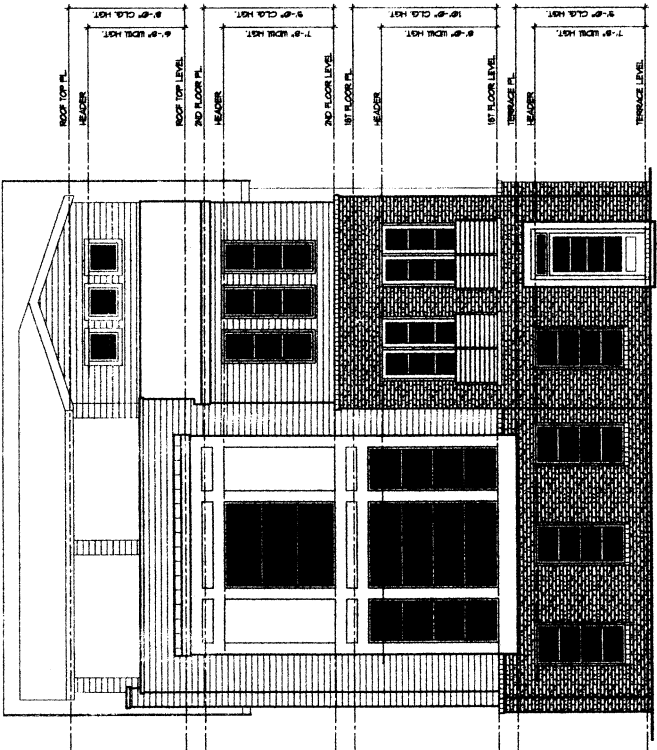 8'-0" CLG. HGT.
9'-0" CLG. HGT.
10'-0" CLG. HGT.
9'-0" CLG. HGT.
6'-8" WDW. HGT.
7'-8" WDW. HGT.
8'-0" WDW. HGT.
7'-8" WDW. HGT.
ROOF TOP PL.
HEADER
ROOF TOP LEVEL
2ND FLOOR PL.
HEADER
2ND FLOOR LEVEL
1ST FLOOR PL.
HEADER
1ST FLOOR LEVEL
TERRACE PL.
HEADER
TERRACE LEVEL